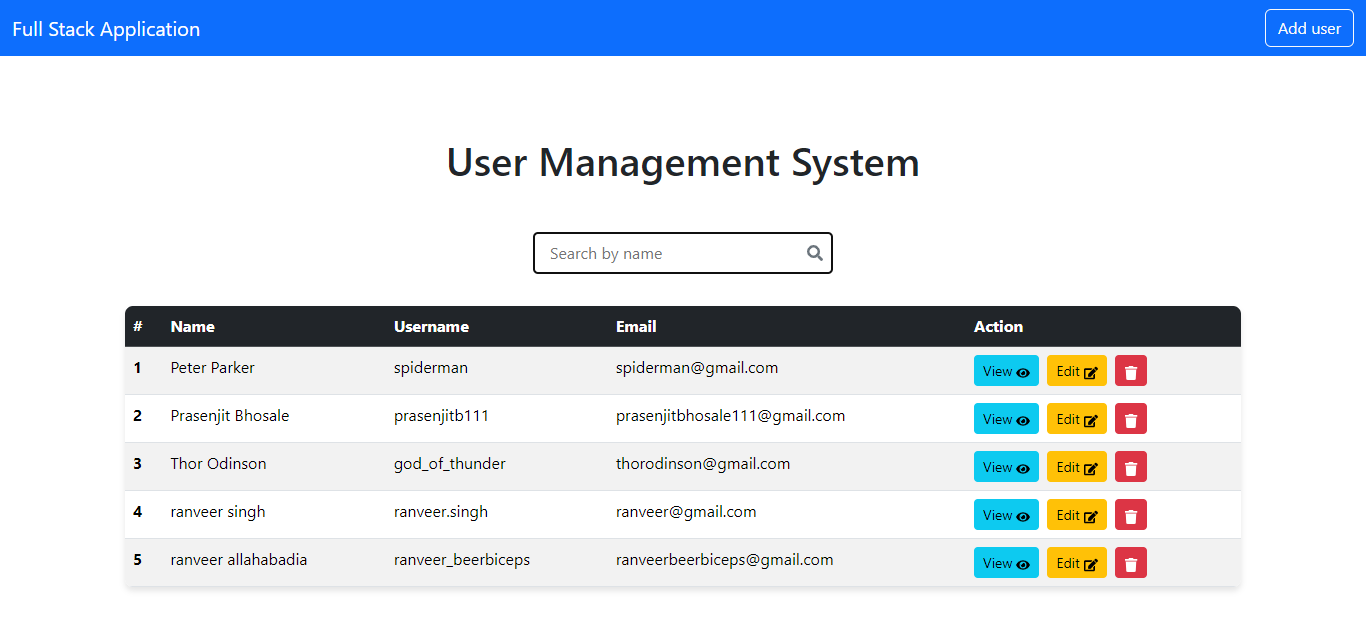 Full Stack Application Add user
User Management System
Search by name
# Name Username Email Action
1 Peter Parker spiderman spiderman@gmail.com View Edit
2 Prasenjit Bhosale prasenjitb111 prasenjitbhosale111@gmail.com View Edit
3 Thor Odinson god_of_thunder thorodinson@gmail.com View Edit
4 ranveer singh ranveer.singh ranveer@gmail.com View Edit
5 ranveer allahabadia ranveer_beerbiceps ranveerbeerbiceps@gmail.com View Edit